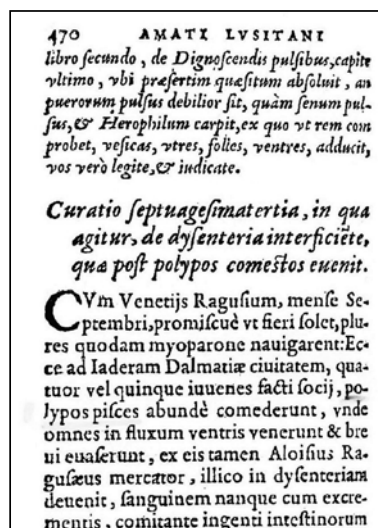 470 AMATI LVSITANI
libro ſecundo , de Dignoſcendis pulſibus, capite
vltimo , vbi præſertim quæſitum abſoluit , an
puerorum pulſus debilior ſit, quàm ſenum pul-
ſus, & Herophilum carpit, ex quo vt rem com
probet, veſicas, vtres, folles, ventres, adducit,
vos verò legite, & iudicate.
Curatio ſeptuageſimatertia, in qua
agitur, de dyſenteria interficiēte,
quæ poſt polypos comeſtos euenit.
CVm Venetijs Raguſium, menſe Se-
ptembri, promiſcuè vt fieri ſolet, plu-
res quodam myoparone nauigarent: Ec-
ce ad Iaderam Dalmatiæ ciuitatem, qua-
tuor vel quinque iuuenes facti ſocij, po-
lypos piſces abundè comederunt , vnde
omnes in fluxum ventris venerunt & bre
ui euaſerunt , ex eis tamen Aloiſius Ra-
guſæus mercator , illico in dyſenteriam
deuenit, ſanguinem nanque cum excre-
mentis , comitante ingenti inteſtinorum